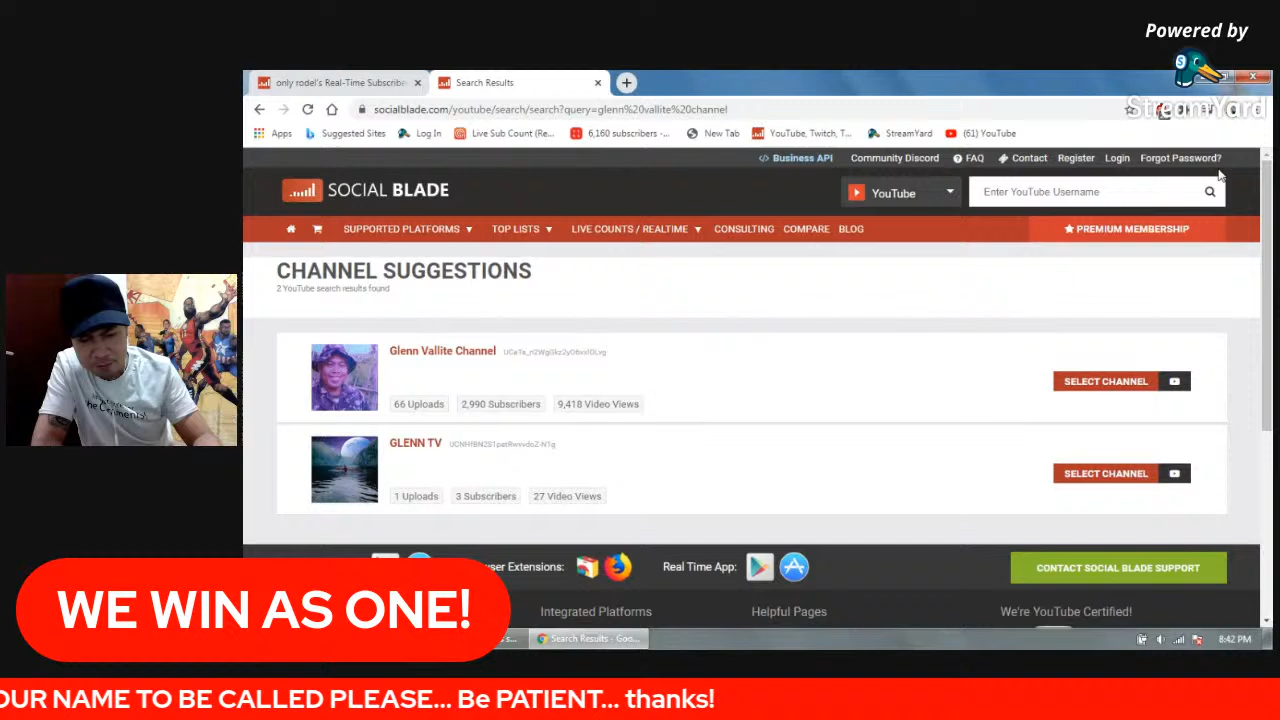 Powered by
StreamYard
only rodel's Real-Time Subscribe
Search Results
socialblade.com/youtube/search/search?query=glenn%20vallite%20channel
Apps
Suggested Sites
Log In
Live Sub Count (Re...
6,160 subscribers -...
New Tab
YouTube, Twitch, T...
StreamYard
(61) YouTube
Business API
Community Discord
FAQ
Contact
Register
Login
Forgot Password?
SOCIAL BLADE
YouTube
Enter YouTube Username
SUPPORTED PLATFORMS
TOP LISTS
LIVE COUNTS / REALTIME
CONSULTING
COMPARE
BLOG
PREMIUM MEMBERSHIP
CHANNEL SUGGESTIONS
2 YouTube search results found
Glenn Vallite Channel
66 Uploads
2,990 Subscribers
9,418 Video Views
SELECT CHANNEL
GLENN TV
1 Uploads
3 Subscribers
27 Video Views
SELECT CHANNEL
ser Extensions:
Real Time App:
CONTACT SOCIAL BLADE SUPPORT
Integrated Platforms
Helpful Pages
We're YouTube Certified!
Search Results - Goo...
8:42 PM
the Comments!
WE WIN AS ONE!
OUR NAME TO BE CALLED PLEASE... Be PATIENT... thanks!